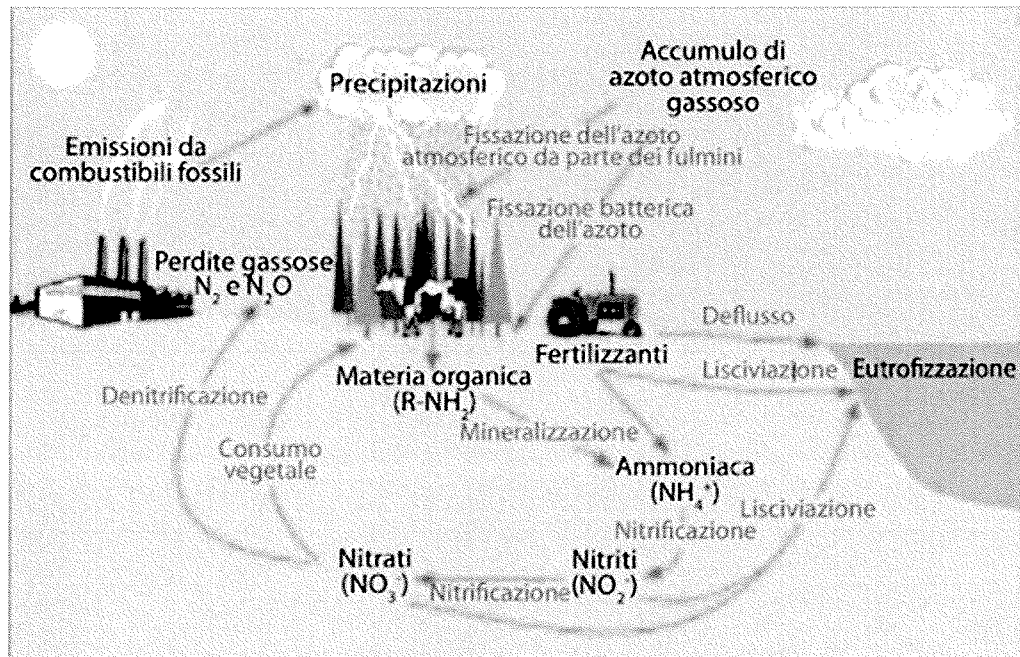 Precipitazioni
Accumulo di
azoto atmosferico
gassoso
Emissioni da
combustibili fossili
Fissazione dell'azoto
atmosferico da parte dei fulmini
Fissazione batterica
dell'azoto
Perdite gassose
N₂ e N₂O
Fertilizzanti
Deflusso
Materia organica
(R-NH₂)
Lisciviazione
Eutrofizzazione
Denitrificazione
Consumo
vegetale
Mineralizzazione
Ammoniaca
(NH₄⁺)
Lisciviazione
Nitrificazione
Nitrati
(NO₃⁻)
Nitrificazione
Nitriti
(NO₂⁻)